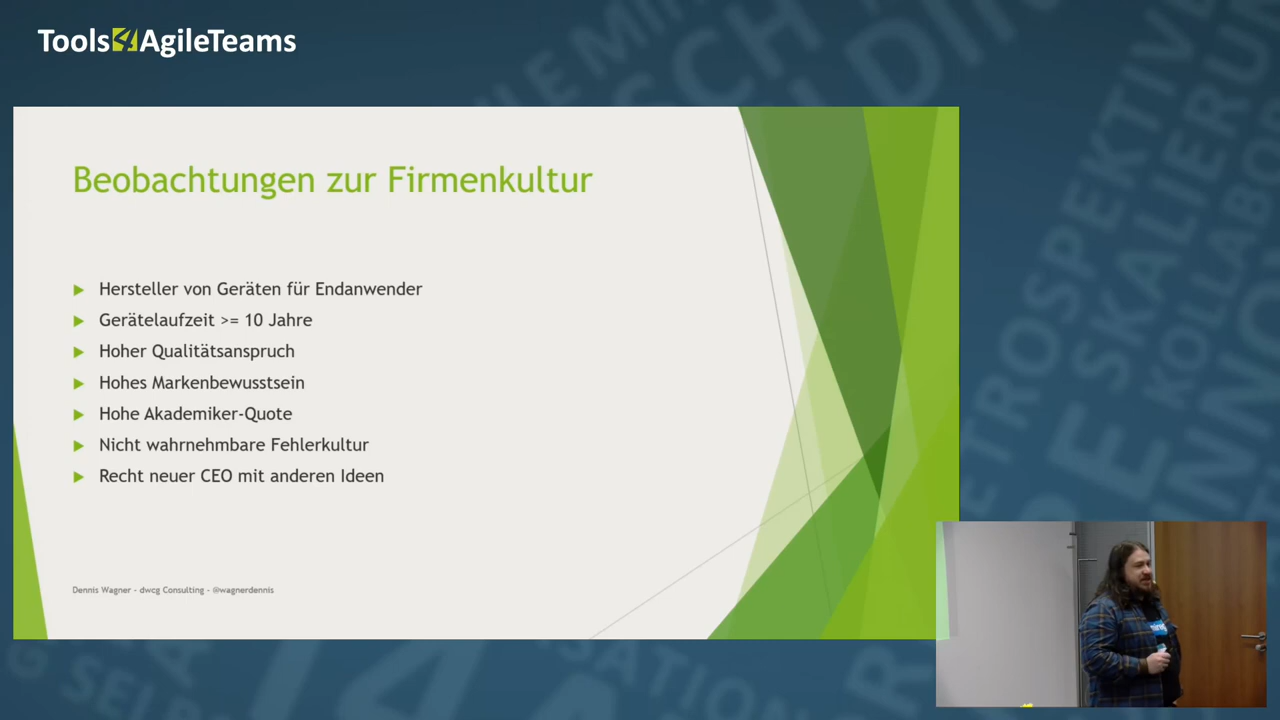 Tools4AgileTeams
Beobachtungen zur Firmenkultur
Hersteller von Geräten für Endanwender
Gerätelaufzeit >= 10 Jahre
Hoher Qualitätsanspruch
Hohes Markenbewusstsein
Hohe Akademiker-Quote
Nicht wahrnehmbare Fehlerkultur
Recht neuer CEO mit anderen Ideen
Dennis Wagner - dwcg Consulting - @wagnerdennis